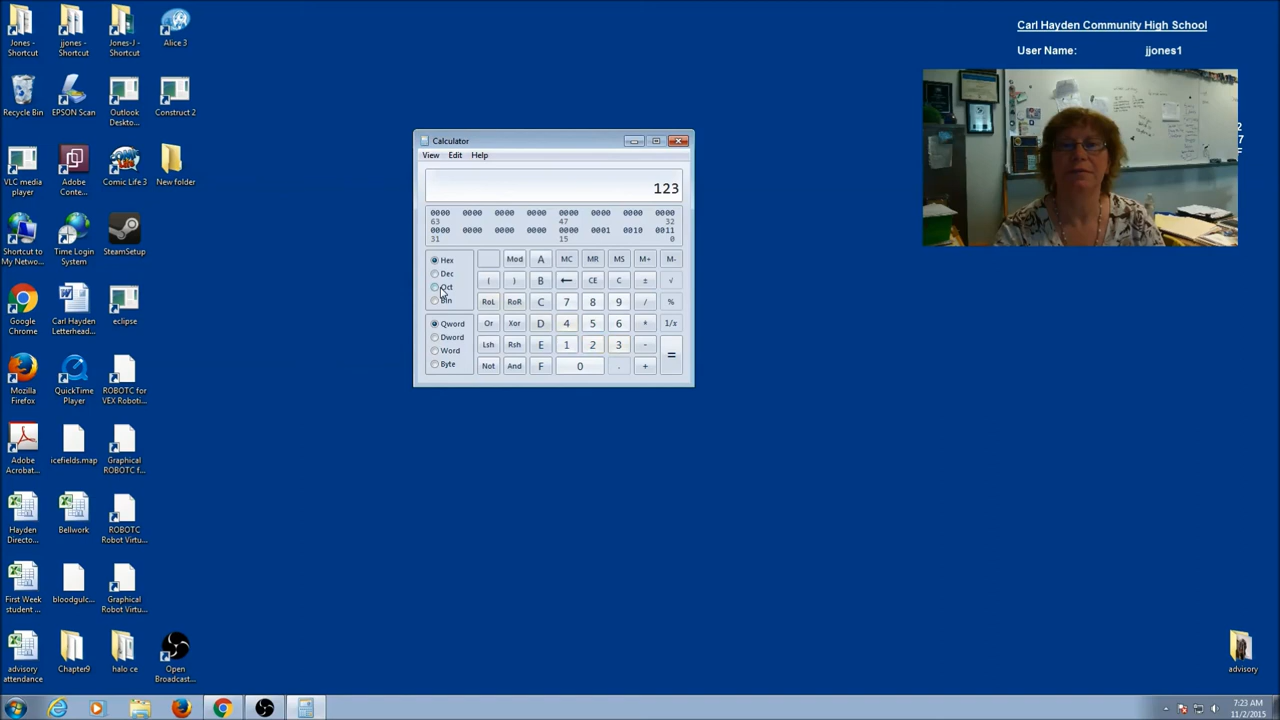 Jones - Shortcut
jjones - Shortcut
Jones-J - Shortcut
Alice 3
Recycle Bin
EPSON Scan
Outlook Deskto...
Construct 2
VLC media player
Adobe Conte...
Comic Life 3
New folder
Shortcut to My Netwo...
Time Login System
SteamSetup
Google Chrome
Carl Hayden Letterhead...
eclipse
Mozilla Firefox
QuickTime Player
ROBOTC for VEX Roboti...
Adobe Acrobat...
icefields.map
Graphical ROBOTC f...
Hayden Directo...
Bellwork
ROBOTC Robot Virtu...
First Week student ...
bloodgulc...
Graphical Robot Virtu...
advisory attendance
Chapter9
halo ce
Open Broadcast...
Carl Hayden Community High School
User Name: jjones1
2
7
=
Calculator
View Edit Help
123
0000 0000 0000 0000 0000 0000 0000 0000
63 47 32
0000 0000 0000 0000 0000 0001 0010 0011
31 15 0
Hex
Dec
Oct
Bin
Qword
Dword
Word
Byte
Mod A MC MR MS M+ M-
( ) B ← CE C ± √
RoL RoR C 7 8 9 / %
Or Xor D 4 5 6 * 1/x
Lsh Rsh E 1 2 3 - =
Not And F 0 . +
advisory
7:23 AM
11/2/2015